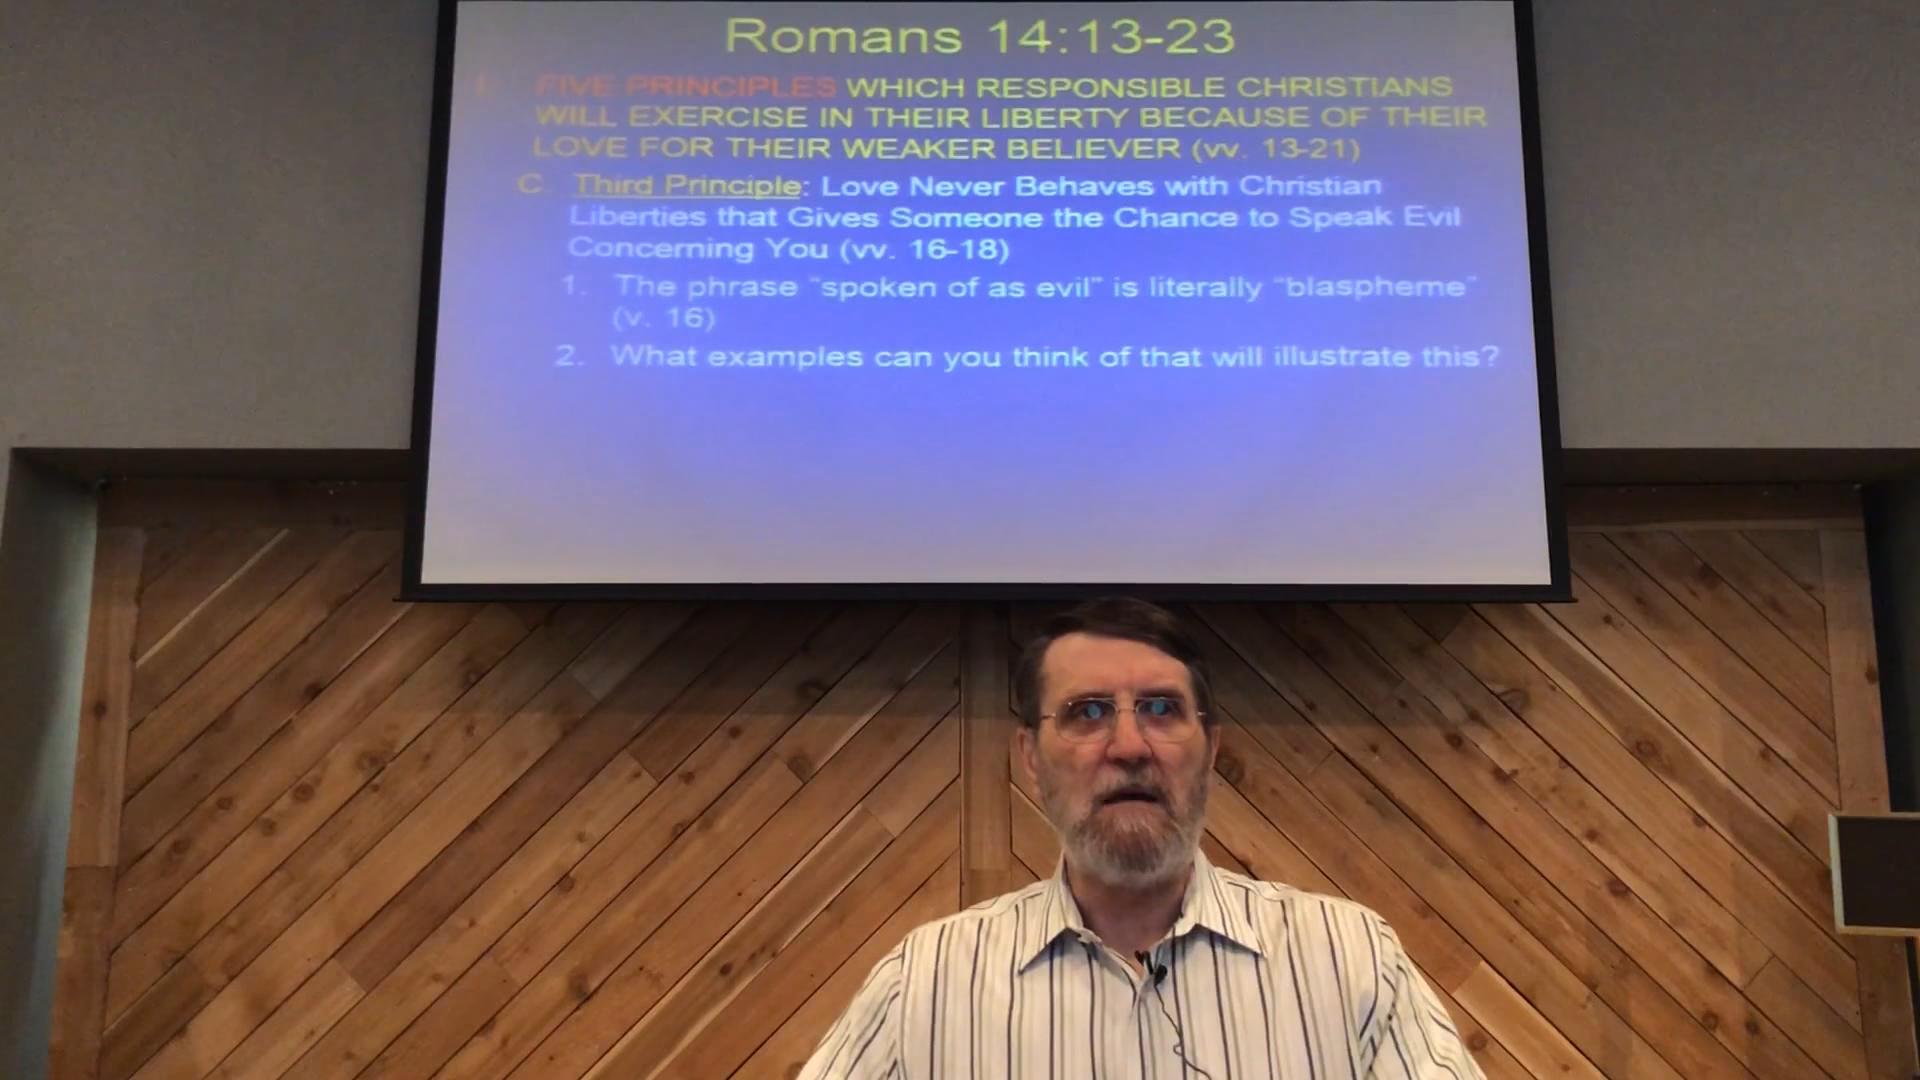 Romans 14:13-23
I. FIVE PRINCIPLES WHICH RESPONSIBLE CHRISTIANS
WILL EXERCISE IN THEIR LIBERTY BECAUSE OF THEIR
LOVE FOR THEIR WEAKER BELIEVER (vv. 13-21)
C. Third Principle: Love Never Behaves with Christian
Liberties that Gives Someone the Chance to Speak Evil
Concerning You (vv. 16-18)
1. The phrase "spoken of as evil" is literally "blaspheme"
(v. 16)
2. What examples can you think of that will illustrate this?